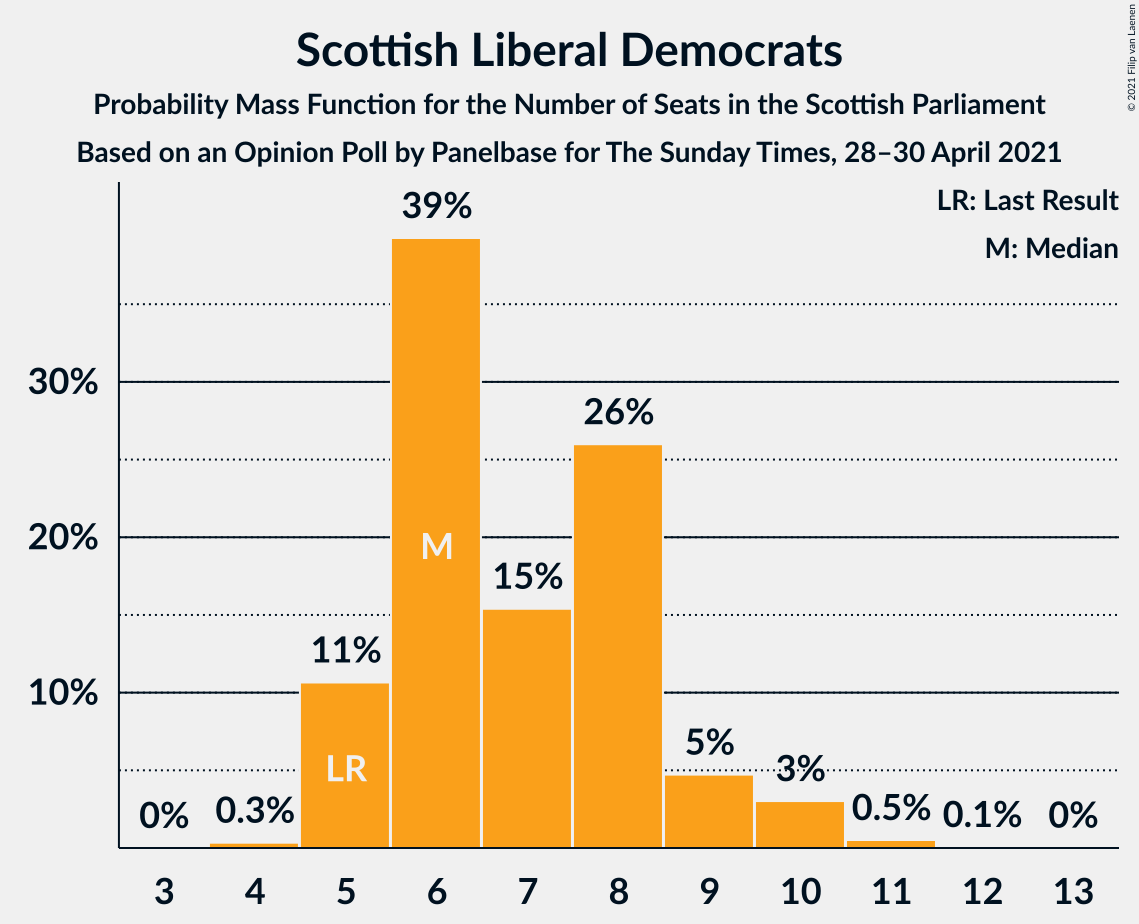 Scottish Liberal Democrats
Probability Mass Function for the Number of Seats in the Scottish Parliament
Based on an Opinion Poll by Panelbase for The Sunday Times, 28–30 April 2021
© 2021 Filip van Laenen
LR: Last Result
M: Median
39%
30%
26%
20%
M
15%
11%
10%
5%
LR
3%
0%
0.3%
0.5%
0.1%
0%
3 4 5 6 7 8 9 10 11 12 13